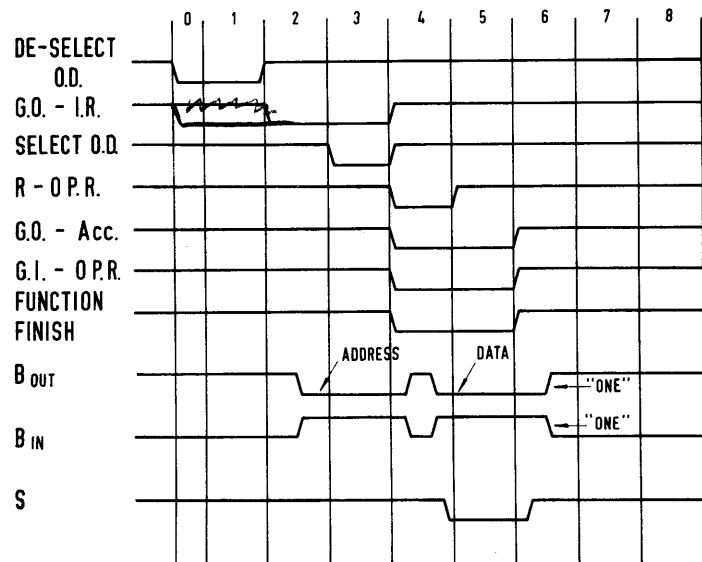 0 1 2 3 4 5 6 7 8
DE-SELECT
O.D.
G.O. - I.R.
SELECT O.D.
R - O P.R.
G.O. - Acc.
G.I. - O P.R.
FUNCTION
FINISH
ADDRESS
DATA
B OUT
"ONE"
"ONE"
B IN
S